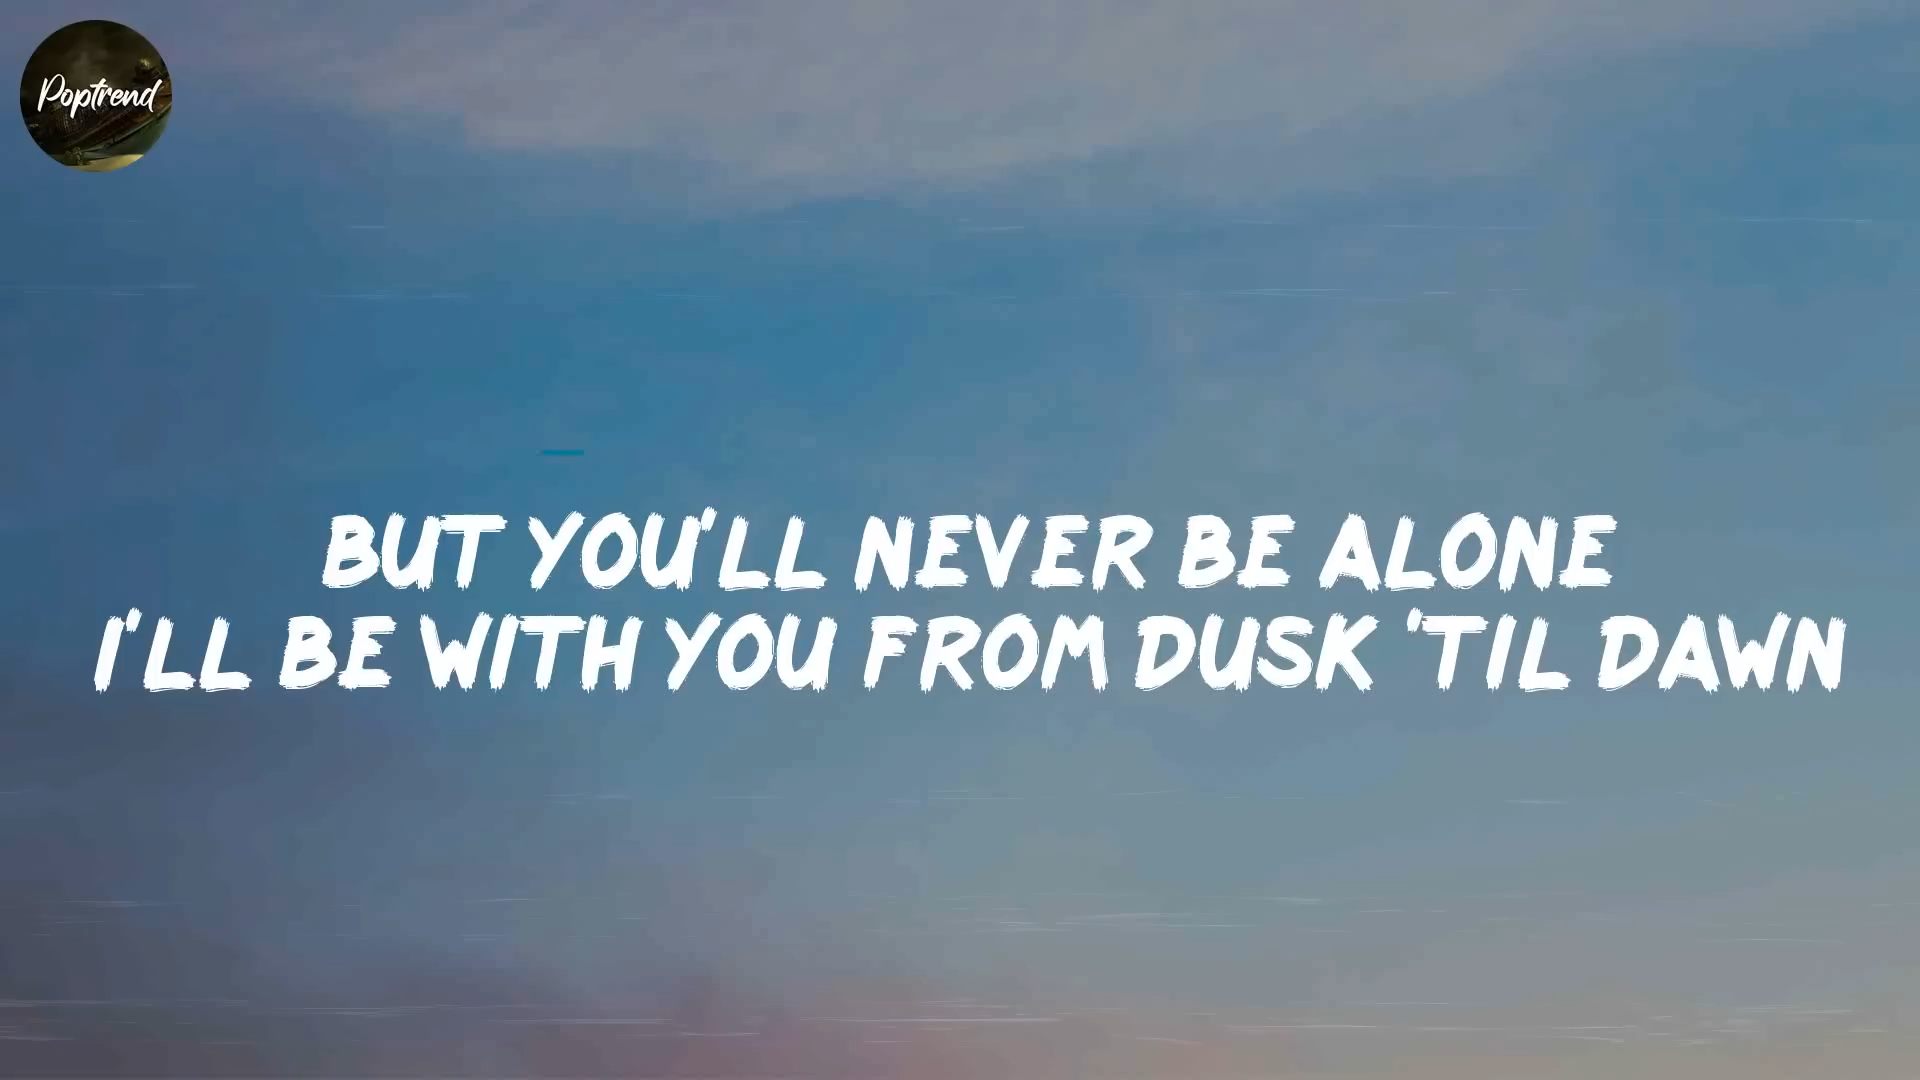 Poptrend
BUT YOU'LL NEVER BE ALONE
I'LL BE WITH YOU FROM DUSK 'TIL DAWN